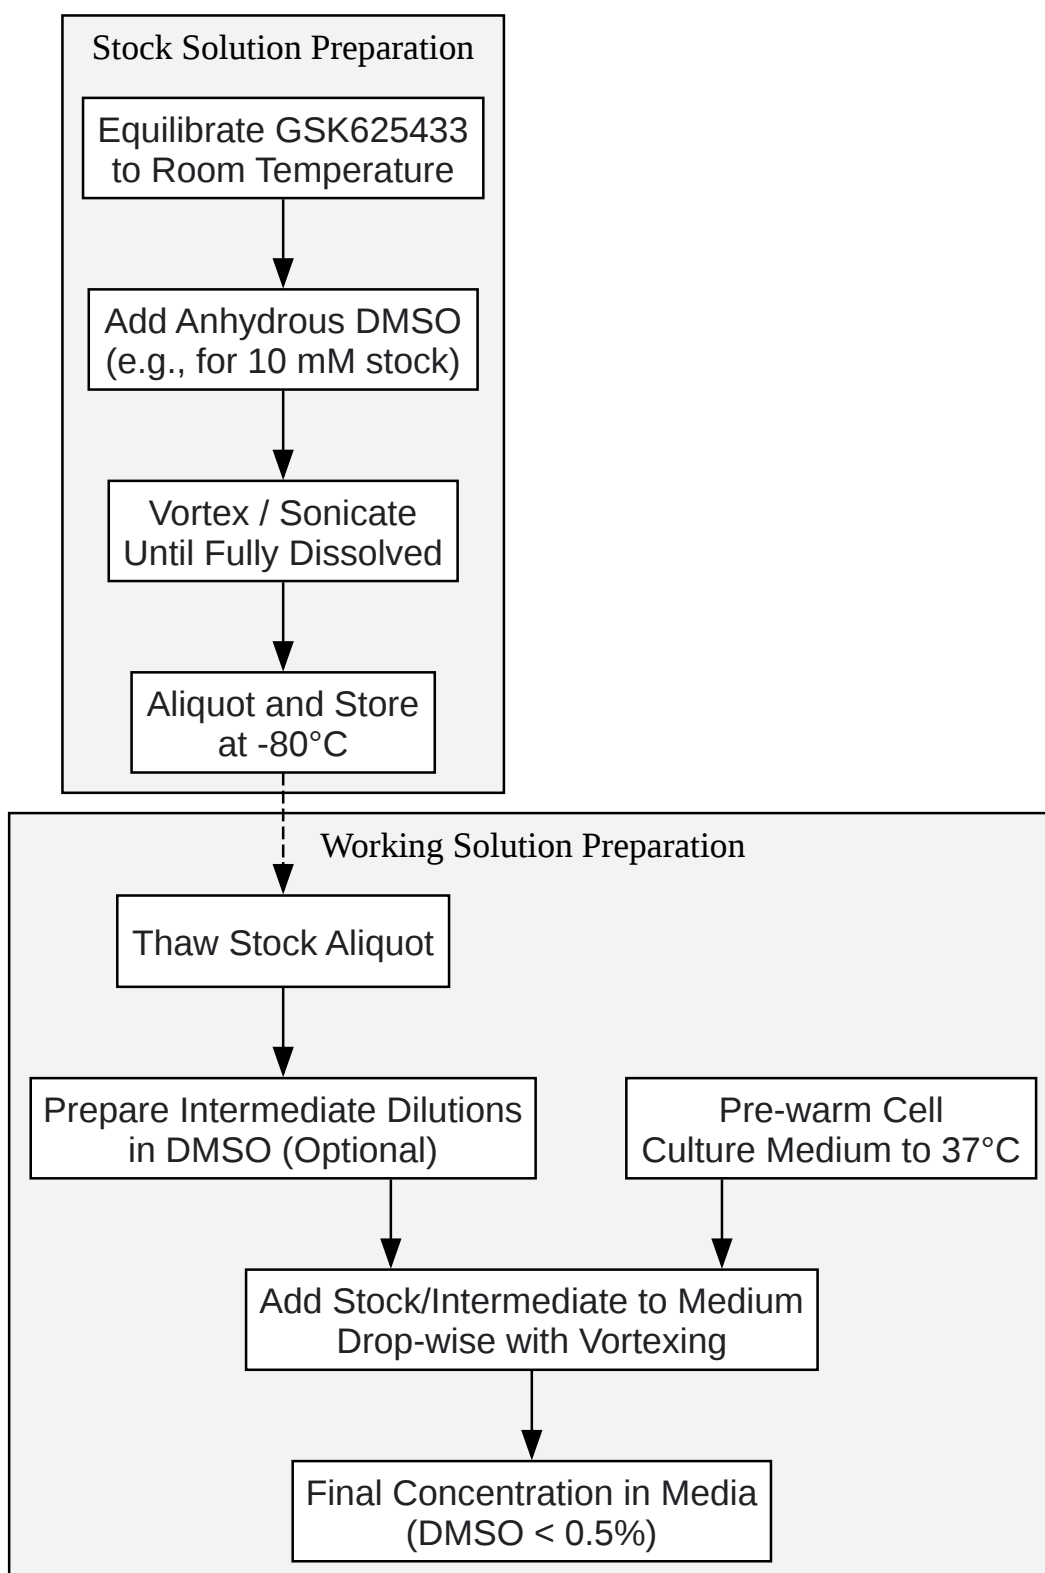 Stock Solution Preparation
Equilibrate GSK625433
to Room Temperature
Add Anhydrous DMSO
(e.g., for 10 mM stock)
Vortex / Sonicate
Until Fully Dissolved
Aliquot and Store
at -80°C
Working Solution Preparation
Thaw Stock Aliquot
Prepare Intermediate Dilutions
in DMSO (Optional)
Pre-warm Cell
Culture Medium to 37°C
Add Stock/Intermediate to Medium
Drop-wise with Vortexing
Final Concentration in Media
(DMSO < 0.5%)